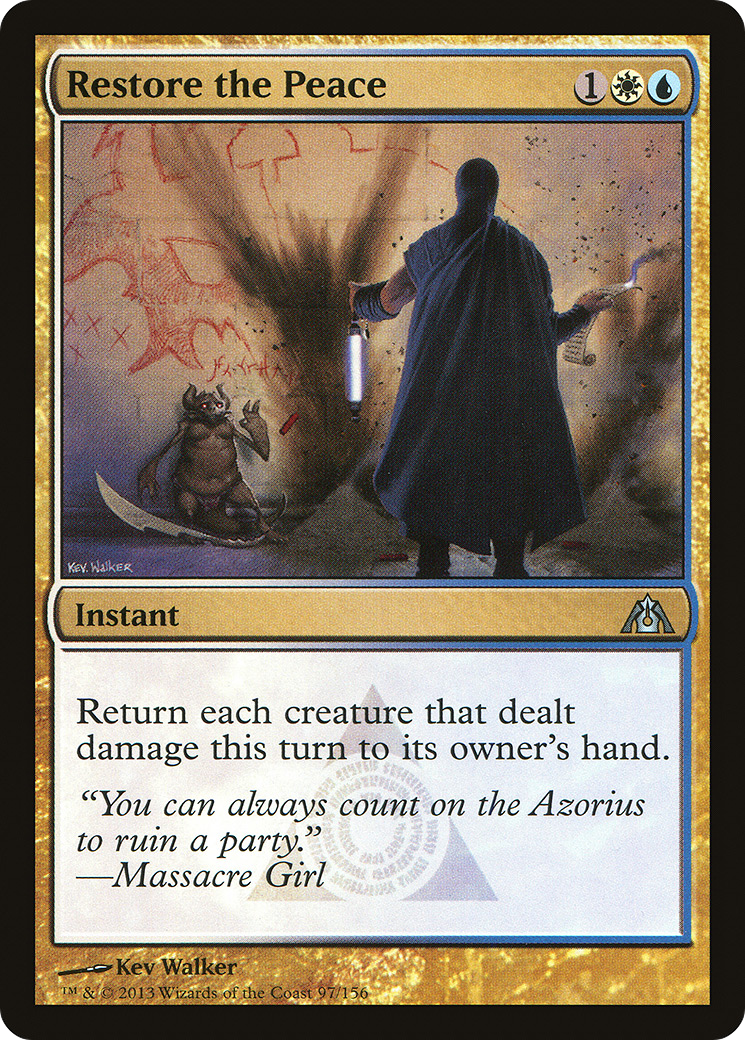 Restore the Peace 1
KEV. WALKER
Instant
Return each creature that dealt
damage this turn to its owner's hand.
“You can always count on the Azorius
to ruin a party.”
—Massacre Girl
Kev Walker
™ & © 2013 Wizards of the Coast 97/156